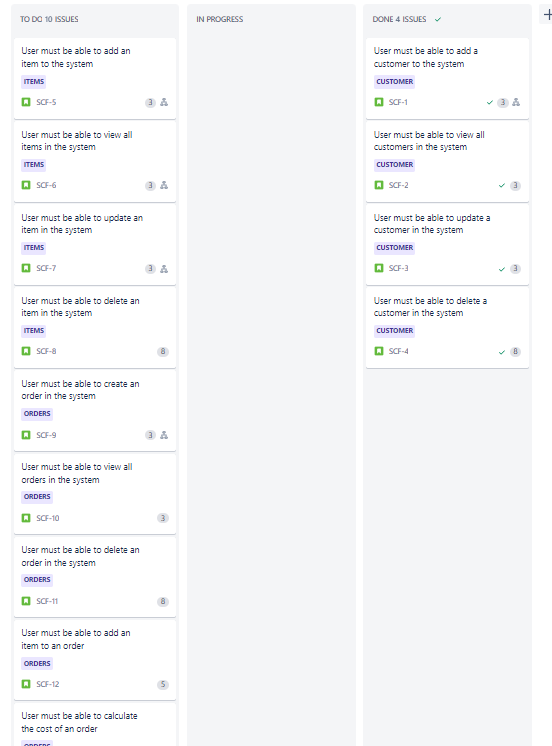 TO DO 10 ISSUES
User must be able to add an
item to the system
ITEMS
SCF-5
3
User must be able to view all
items in the system
ITEMS
SCF-6
3
User must be able to update an
item in the system
ITEMS
SCF-7
3
User must be able to delete an
item in the system
ITEMS
SCF-8
8
User must be able to create an
order in the system
ORDERS
SCF-9
3
User must be able to view all
orders in the system
ORDERS
SCF-10
3
User must be able to delete an
order in the system
ORDERS
SCF-11
8
User must be able to add an
item to an order
ORDERS
SCF-12
5
User must be able to calculate
the cost of an order
ORDERS
IN PROGRESS
DONE 4 ISSUES
User must be able to add a
customer to the system
CUSTOMER
SCF-1
3
User must be able to view all
customers in the system
CUSTOMER
SCF-2
3
User must be able to update a
customer in the system
CUSTOMER
SCF-3
3
User must be able to delete a
customer in the system
CUSTOMER
SCF-4
8